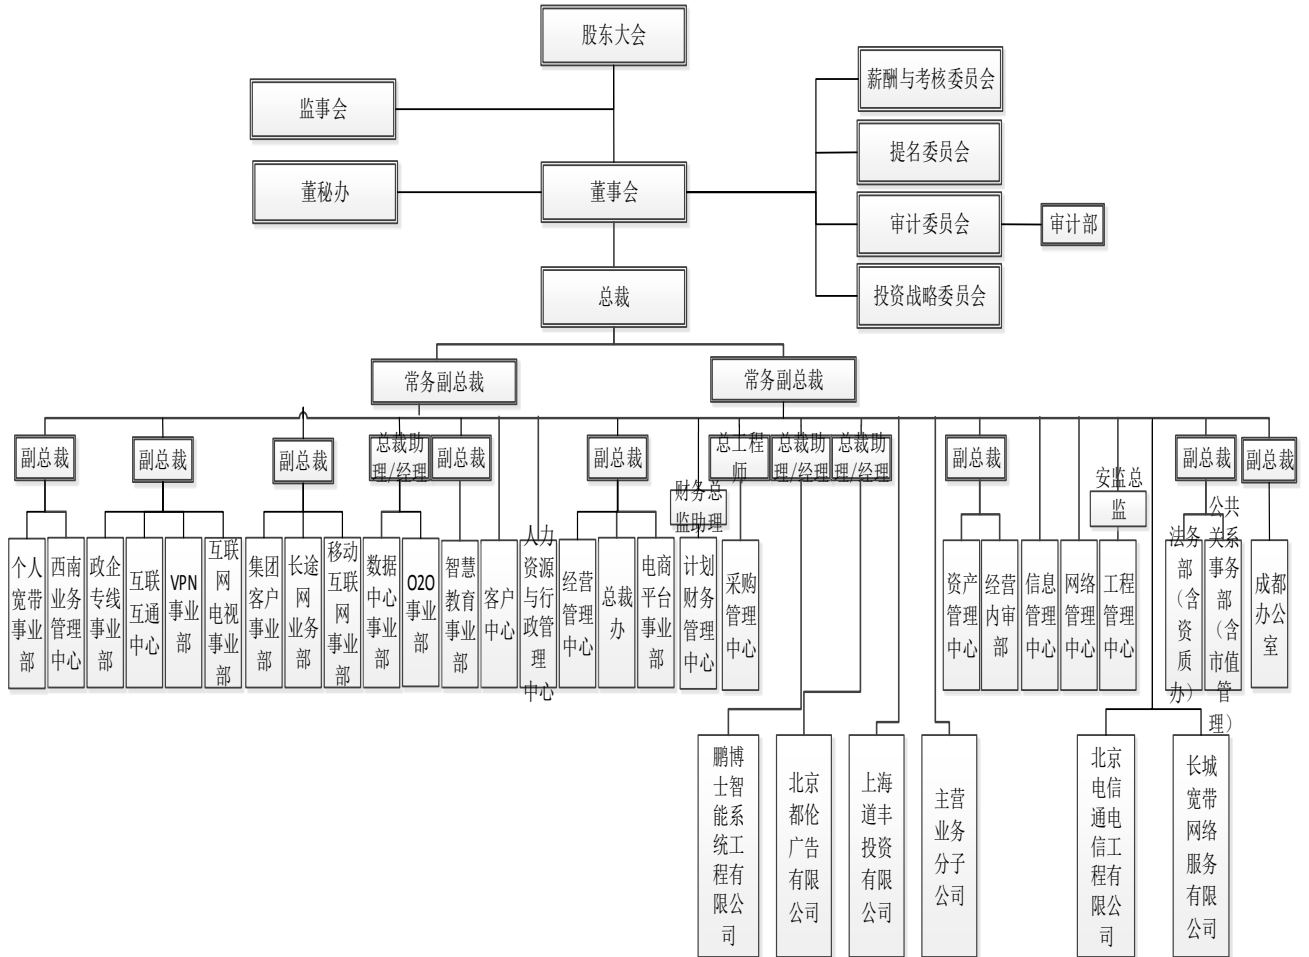 股东大会
监事会
薪酬与考核委员会
提名委员会
董秘办
董事会
审计委员会
审计部
投资战略委员会
总裁
常务副总裁
常务副总裁
副总裁
副总裁
副总裁
总裁助
理/经理
副总裁
副总裁
财务总
监助理
总工程
师
总裁助
理/经理
总裁助
理/经理
副总裁
安监总
监
副总裁
副总裁
个人
宽带
事业
部
西南
业务
管理
中心
政企
专线
事业
部
互联
互通
中心
VPN
事业
部
互联
网
电视
事业
部
集团
客户
事业
部
长途
网
业务
部
移动
互联
网
事业
部
数据
中心
事业
部
O2O
事业
部
智慧
教育
事业
部
客户
中心
人力
资源
与行
政管
理
中心
经营
管理
中心
总裁
办
电商
平台
事业
部
计划
财务
管理
中心
采购
管理
中心
资产
管理
中心
经营
内审
部
信息
管理
中心
网络
管理
中心
工程
管理
中心
法务
部
（含
资
质
办）
公共
关系
事务
部
（含
市值
管
理）
成都
办公
室
鹏博
士智
能系
统工
程有
限公
司
北京
都伦
广告
有限
公司
上海
道丰
投资
有限
公司
主营
业务
分子
公司
北京
电信
通电
信工
程有
限公
司
长城
宽带
网络
服务
有限
公司